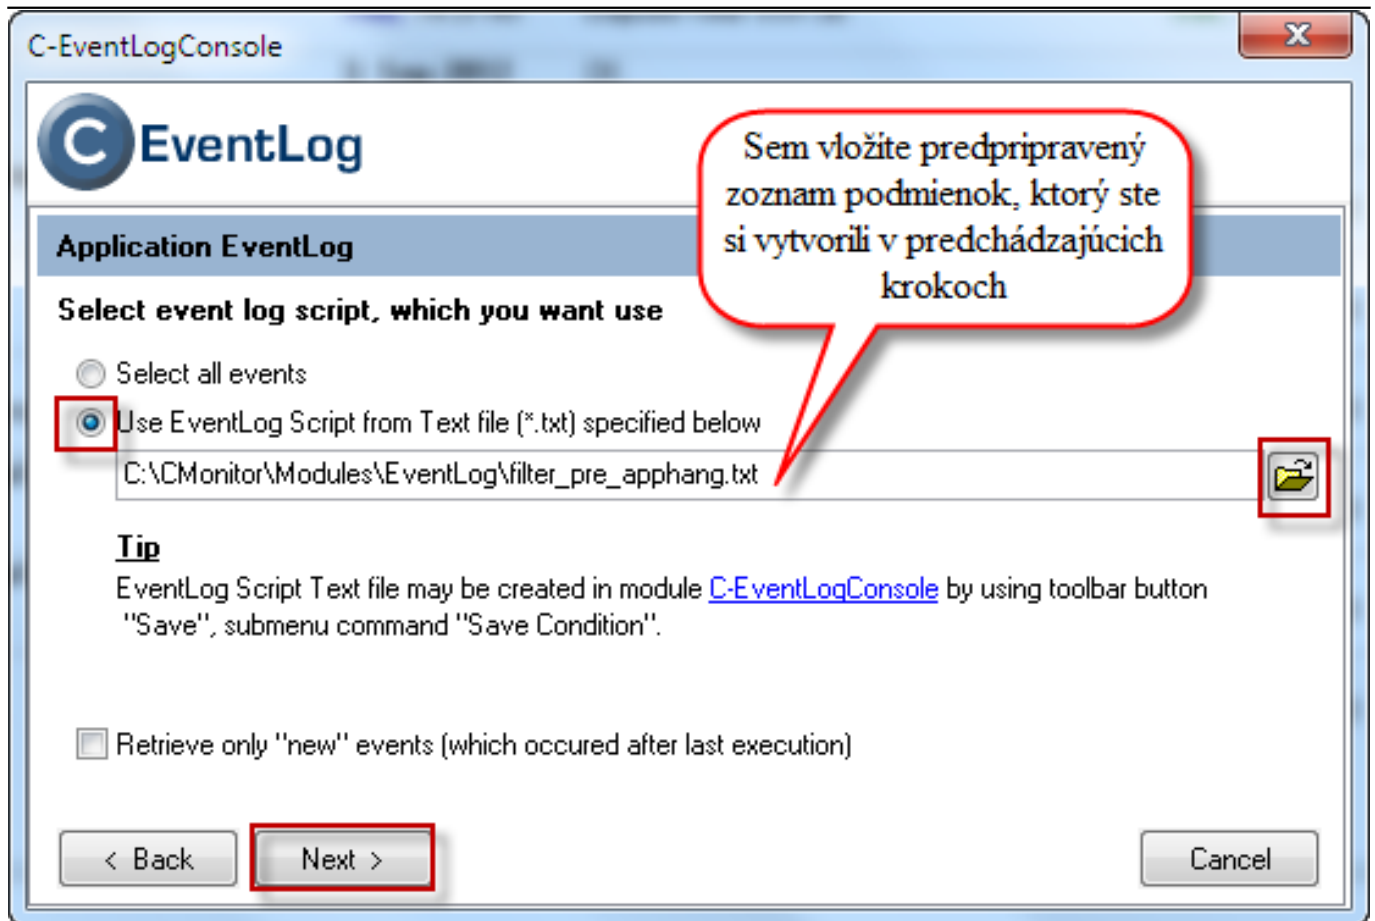 C-EventLogConsole
C EventLog
Sem vložíte predpripravený
zoznam podmienok, ktorý ste
si vytvorili v predchádzajúcich
krokoch
Application EventLog
Select event log script, which you want use
Select all events
Use EventLog Script from Text file (*.txt) specified below
C:\CMonitor\Modules\EventLog\filter_pre_apphang.txt
Tip
EventLog Script Text file may be created in module C-EventLogConsole by using toolbar button
"Save", submenu command "Save Condition".
Retrieve only "new" events (which occured after last execution)
< Back
Next >
Cancel